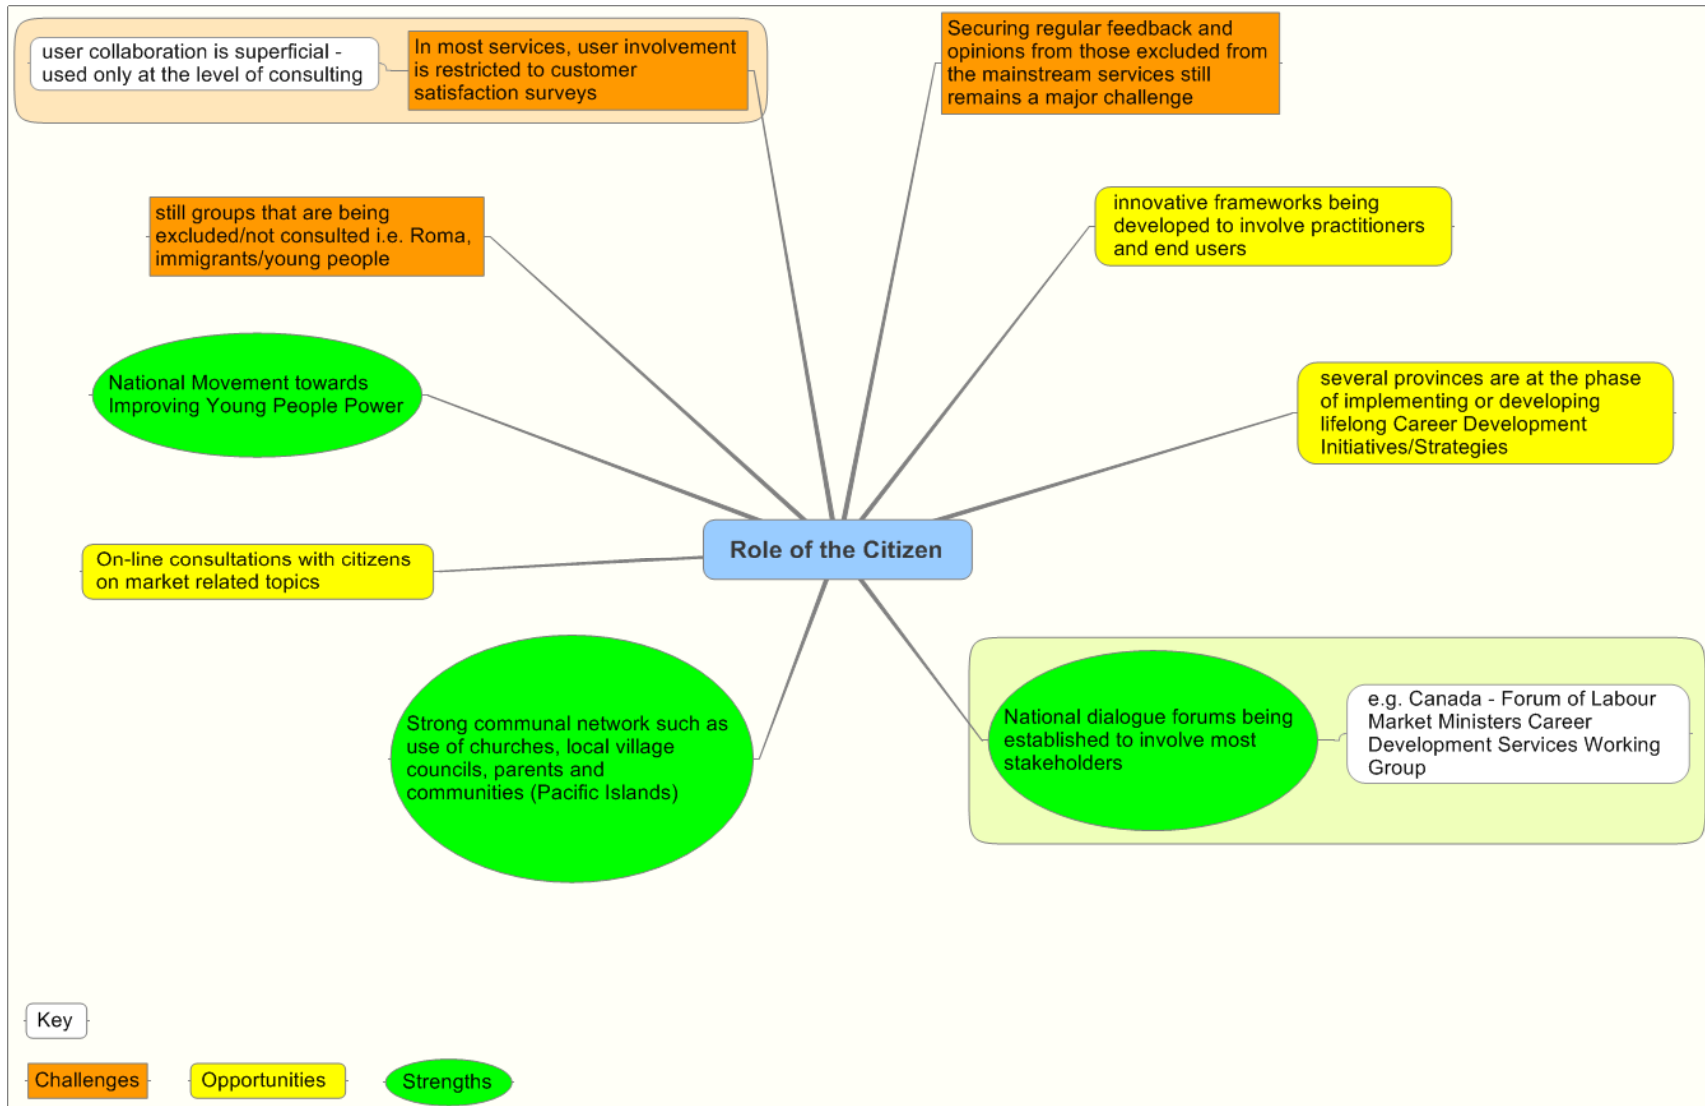 user collaboration is superficial -
used only at the level of consulting
In most services, user involvement
is restricted to customer
satisfaction surveys
Securing regular feedback and
opinions from those excluded from
the mainstream services still
remains a major challenge
still groups that are being
excluded/not consulted i.e. Roma,
immigrants/young people
innovative frameworks being
developed to involve practitioners
and end users
National Movement towards
Improving Young People Power
several provinces are at the phase
of implementing or developing
lifelong Career Development
Initiatives/Strategies
Role of the Citizen
On-line consultations with citizens
on market related topics
Strong communal network such as
use of churches, local village
councils, parents and
communities (Pacific Islands)
National dialogue forums being
established to involve most
stakeholders
e.g. Canada - Forum of Labour
Market Ministers Career
Development Services Working
Group
Key
Challenges
Opportunities
Strengths